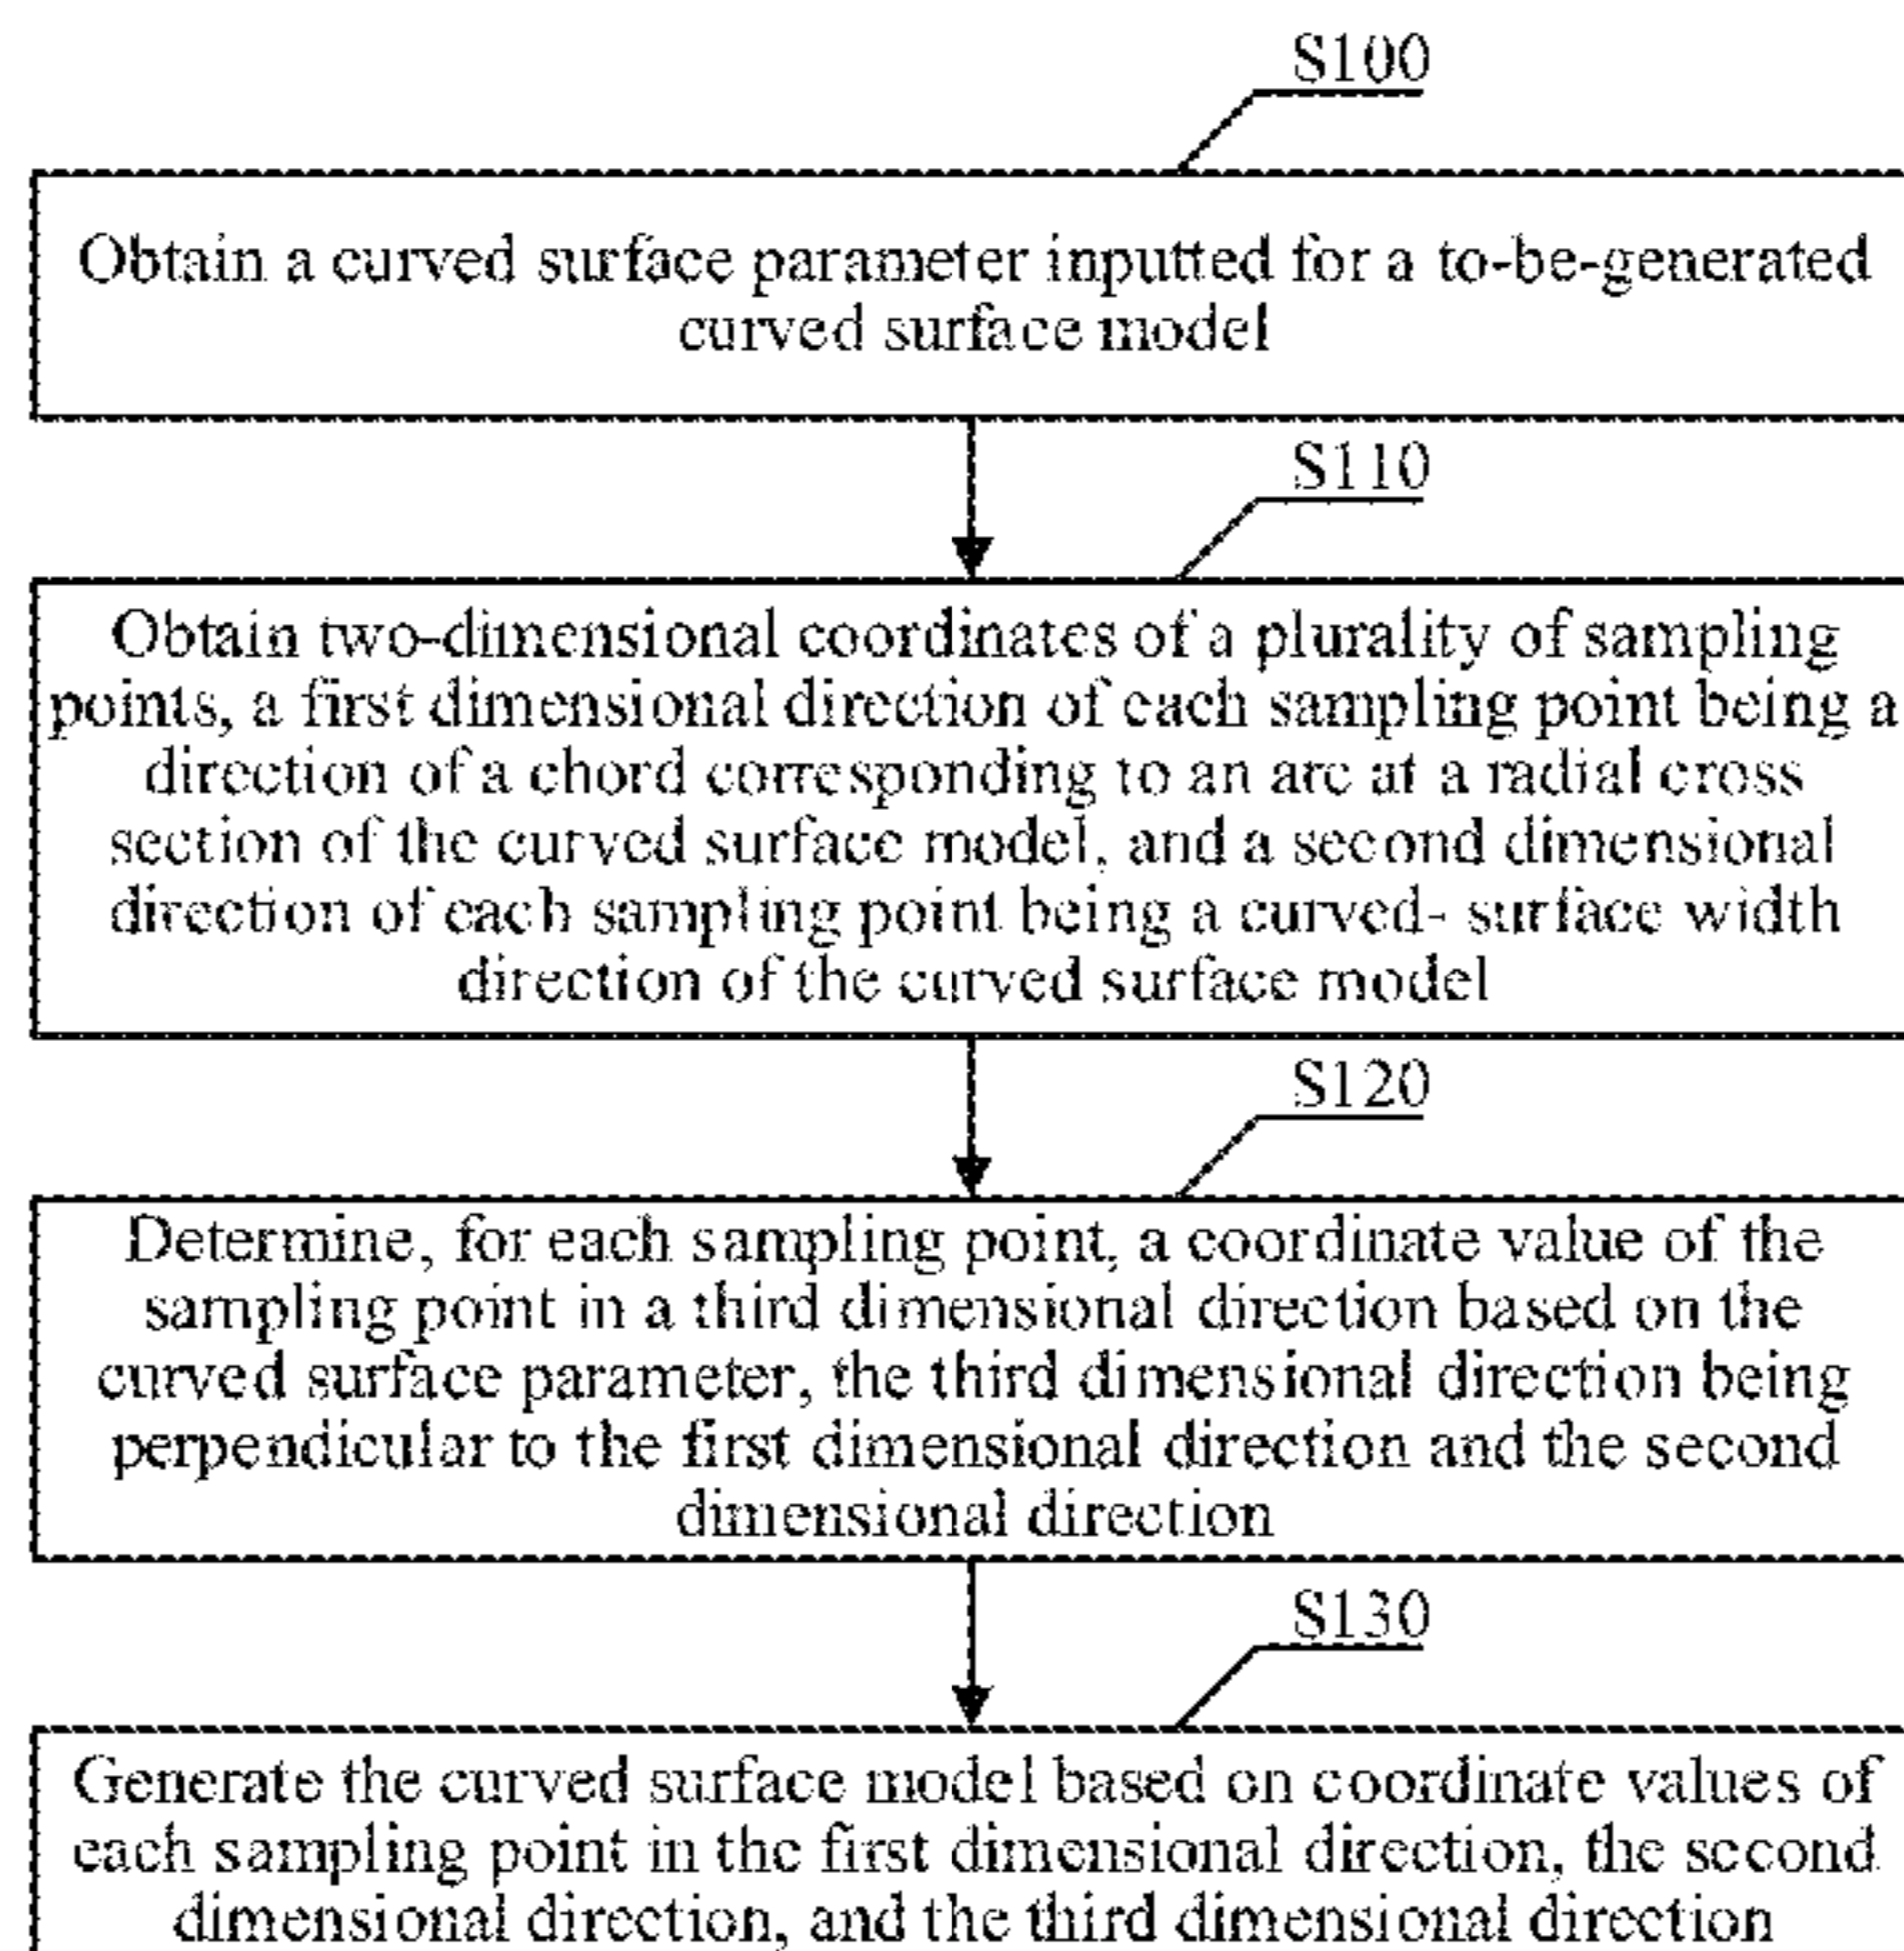 S100
Obtain a curved surface parameter inputted for a to-be-generated
curved surface model
S110
Obtain two-dimensional coordinates of a plurality of sampling
points, a first dimensional direction of each sampling point being a
direction of a chord corresponding to an arc at a radial cross
section of the curved surface model, and a second dimensional
direction of each sampling point being a curved- surface width
direction of the curved surface model
S120
Determine, for each sampling point, a coordinate value of the
sampling point in a third dimensional direction based on the
curved surface parameter, the third dimensional direction being
perpendicular to the first dimensional direction and the second
dimensional direction
S130
Generate the curved surface model based on coordinate values of
each sampling point in the first dimensional direction, the second
dimensional direction, and the third dimensional direction